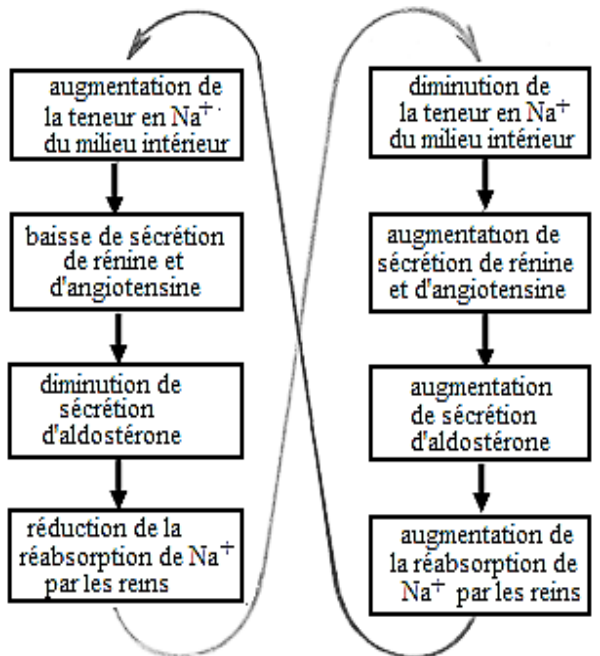 augmentation de
la teneur en Na+
du milieu intérieur
baisse de sécrétion
de rénine et
d'angiotensine
diminution de
sécrétion
d'aldostérone
réduction de la
réabsorption de Na+
par les reins
diminution de
la teneur en Na+
du milieu intérieur
augmentation de
sécrétion de rénine
et d'angiotensine
augmentation
de sécrétion
d'aldostérone
augmentation de
la réabsorption de
Na+ par les reins